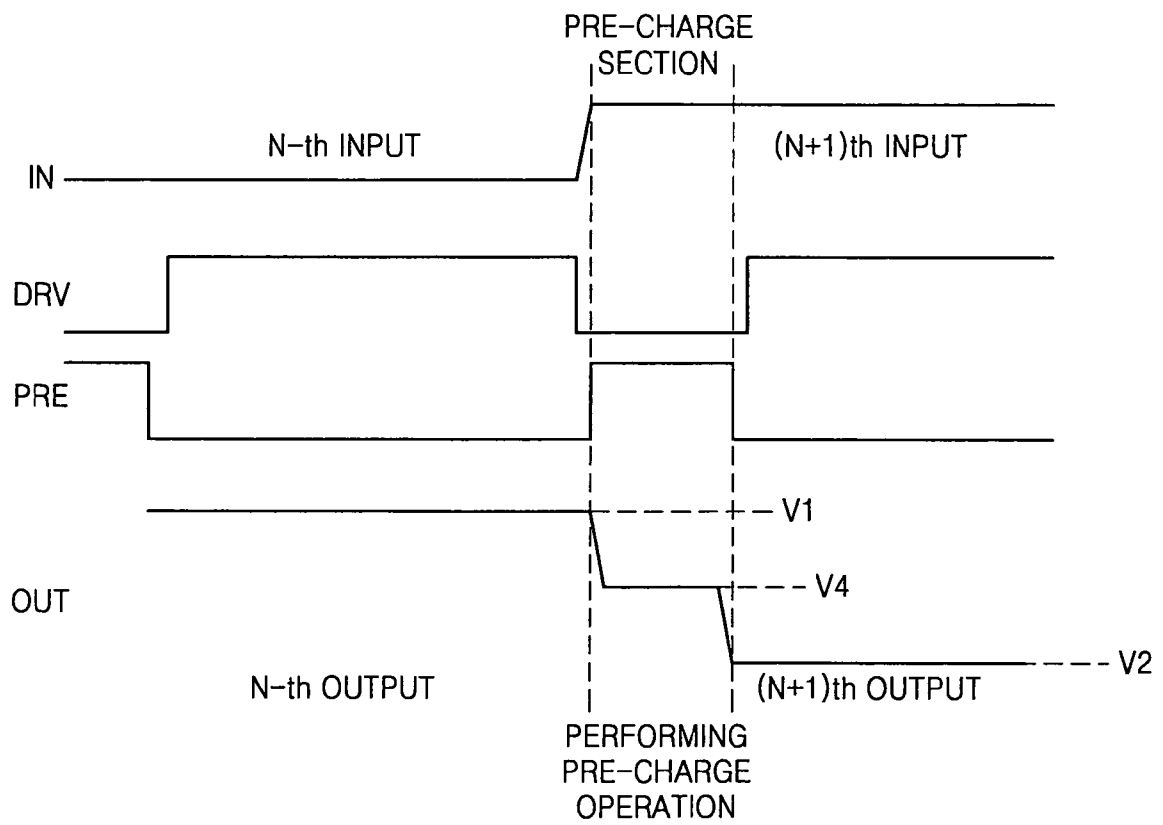 PRE-CHARGE
SECTION
N-th INPUT
(N+1)th INPUT
IN
DRV
PRE
V1
V4
OUT
V2
N-th OUTPUT
(N+1)th OUTPUT
PERFORMING
PRE-CHARGE
OPERATION